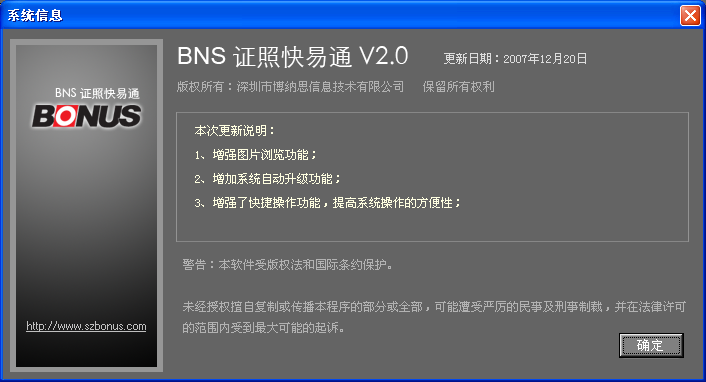 系统信息
BNS 证照快易通 V2.0 更新日期：2007年12月20日
版权所有：深圳市博纳思信息技术有限公司 保留所有权利
BNS 证照快易通
BONUS
本次更新说明：
1、增强图片浏览功能；
2、增加系统自动升级功能；
3、增强了快捷操作功能，提高系统操作的方便性；
警告：本软件受版权法和国际条约保护。
未经授权擅自复制或传播本程序的部分或全部，可能遭受严厉的民事及刑事制裁，并在法律许可
的范围内受到最大可能的起诉。
http://www.szbonus.com
确定